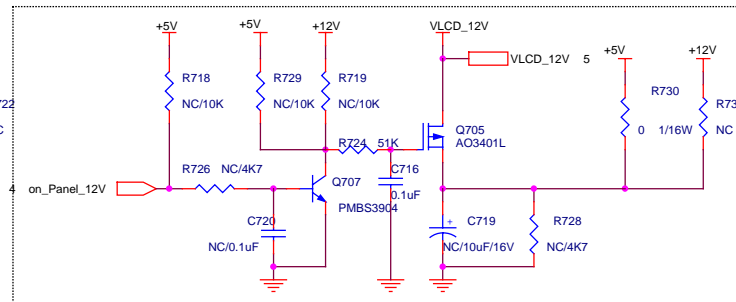 +5V
+5V
+12V
VLCD_12V
VLCD_12V 5
+5V
+12V
R718
NC/10K
R729
NC/10K
R719
NC/10K
R730
0 1/16W
R73
NC
R724 51K
Q705
AO3401L
C716
0.1uF
R726 NC/4K7
4 on_Panel_12V
Q707
PMBS3904
C720
NC/0.1uF
C719
+
NC/10uF/16V
R728
NC/4K7